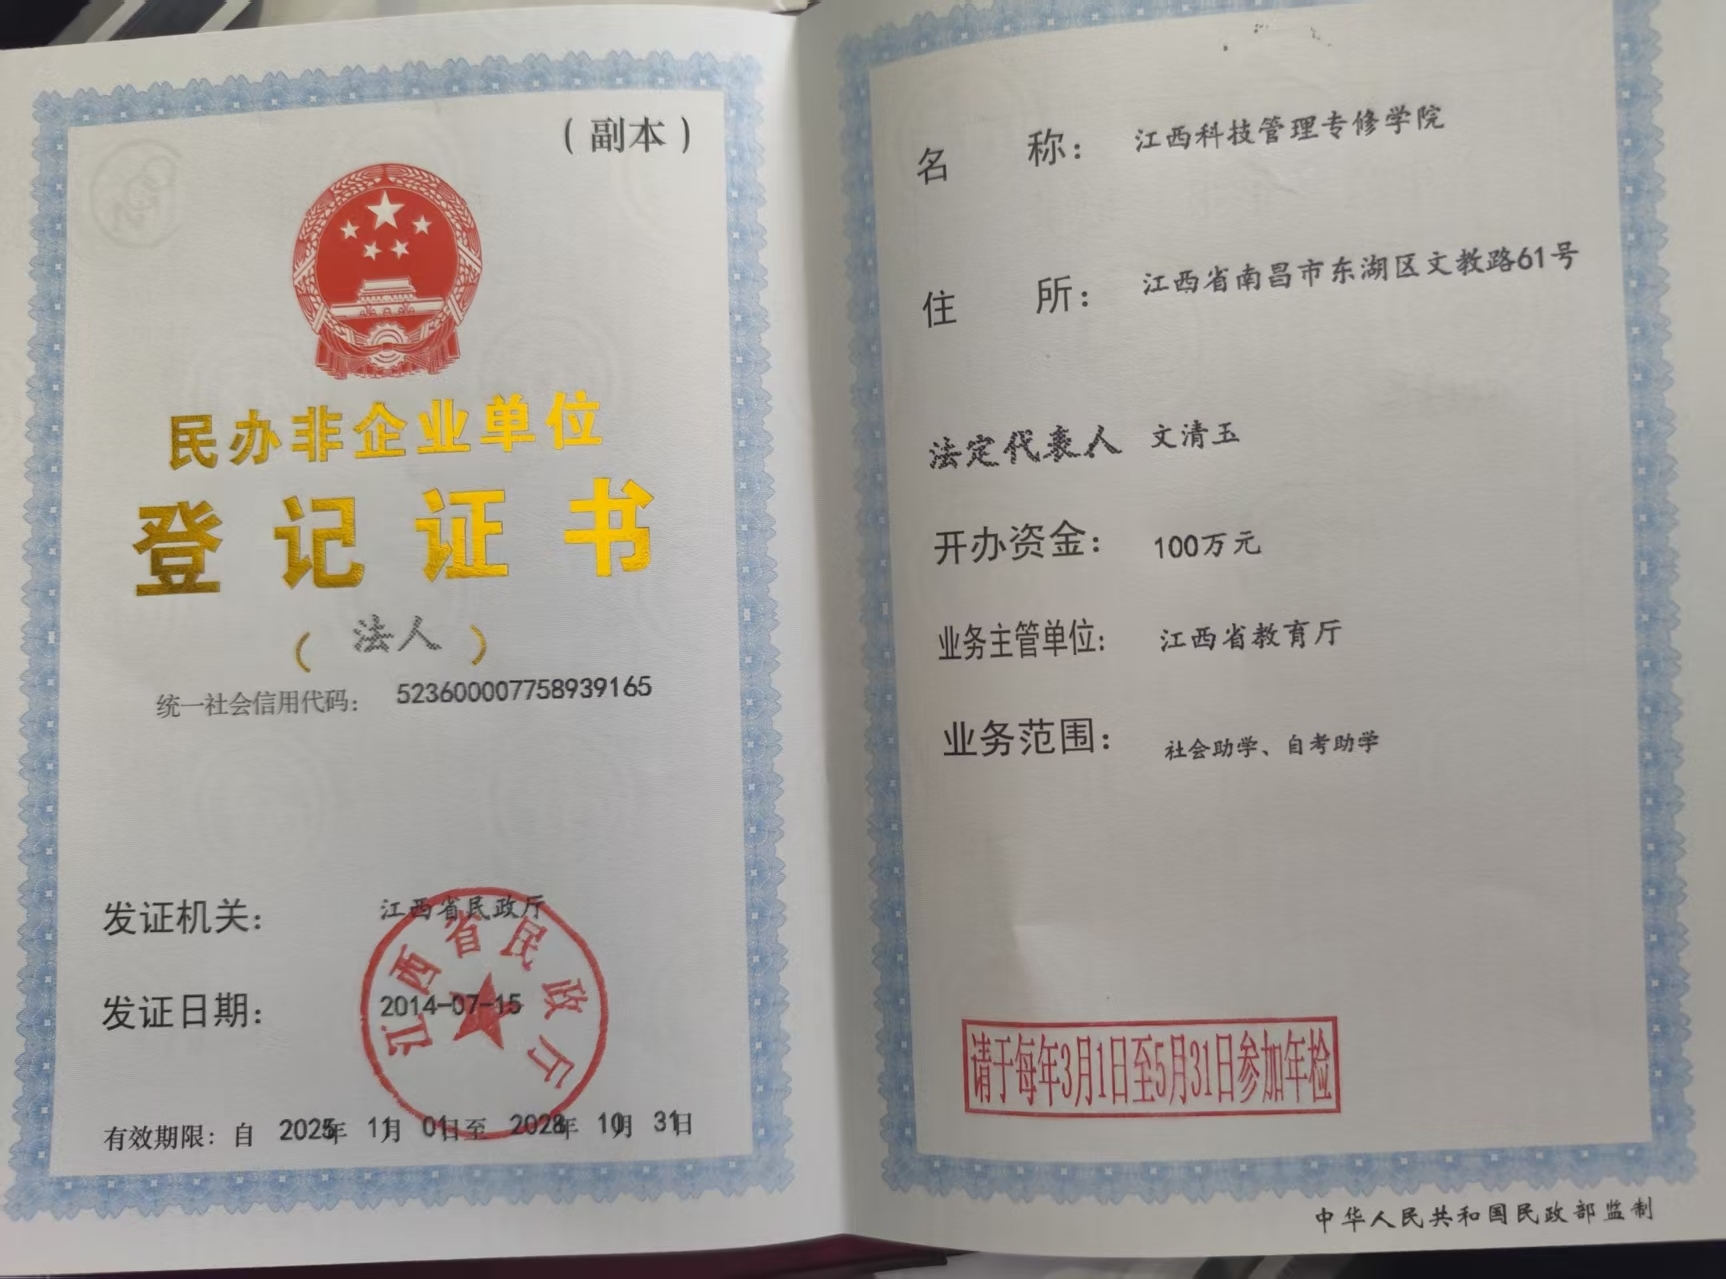 （副本）
民办非企业单位
登记证书
（法人）
统一社会信用代码： 523600007758939165
发证机关： 江西省民政厅
江西省民政厅
发证日期： 2014-07-15
有效期限：自 2025年 11月 01日至 2028年 10月 31日
名 称： 江西科技管理专修学院
住 所： 江西省南昌市东湖区文教路61号
法定代表人 文清玉
开办资金： 100万元
业务主管单位： 江西省教育厅
业务范围： 社会助学、自考助学
请于每年3月1日至5月31日参加年检
中华人民共和国民政部监制